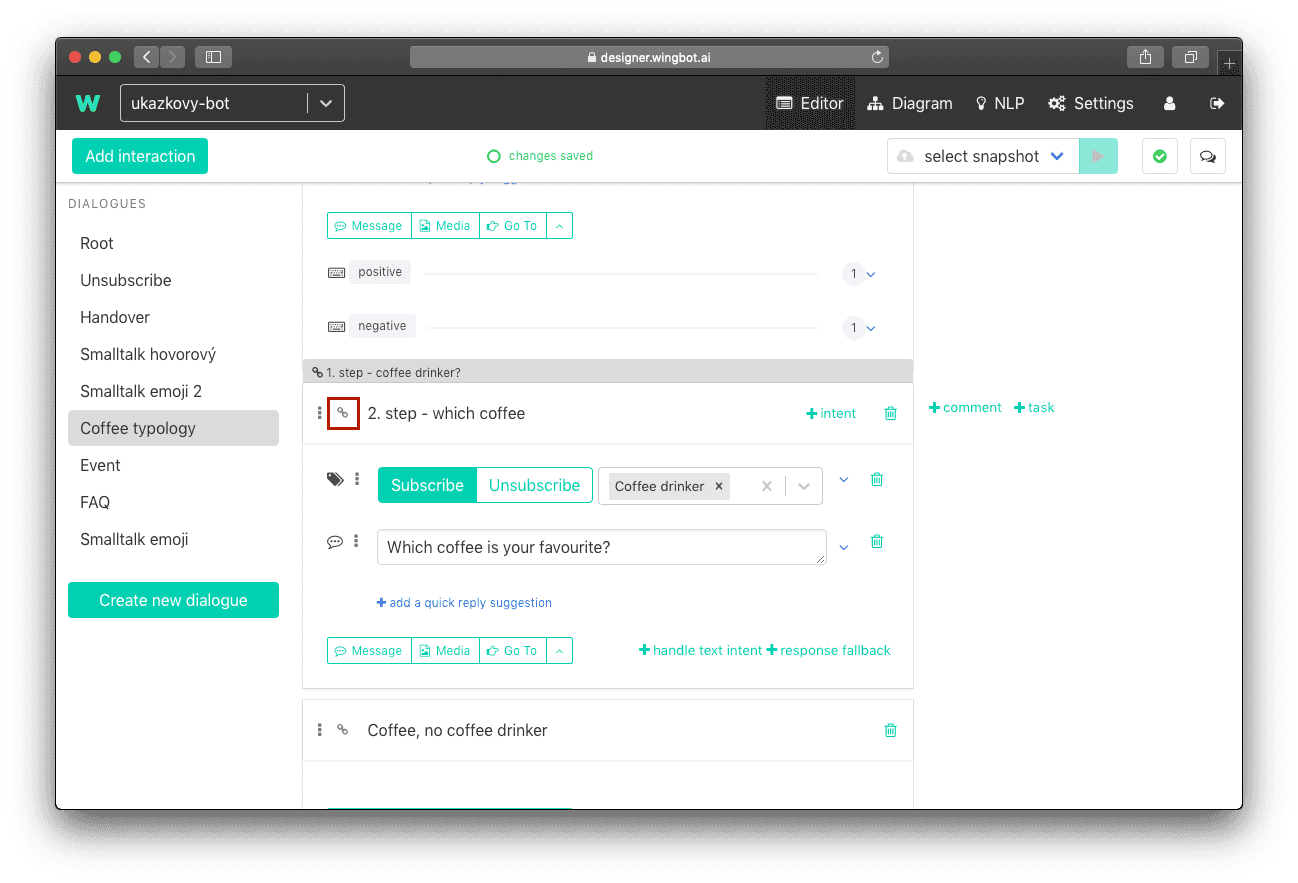 designer.wingbot.ai
W ukazkovy-bot Editor Diagram NLP Settings
Add interaction changes saved select snapshot
DIALOGUES
Root
Unsubscribe
Handover
Smalltalk hovorový
Smalltalk emoji 2
Coffee typology
Event
FAQ
Smalltalk emoji
Create new dialogue
Message Media Go To
positive 1
negative 1
1. step - coffee drinker?
2. step - which coffee +intent
+comment +task
Subscribe Unsubscribe Coffee drinker ×
Which coffee is your favourite?
+ add a quick reply suggestion
Message Media Go To +handle text intent +response fallback
Coffee, no coffee drinker